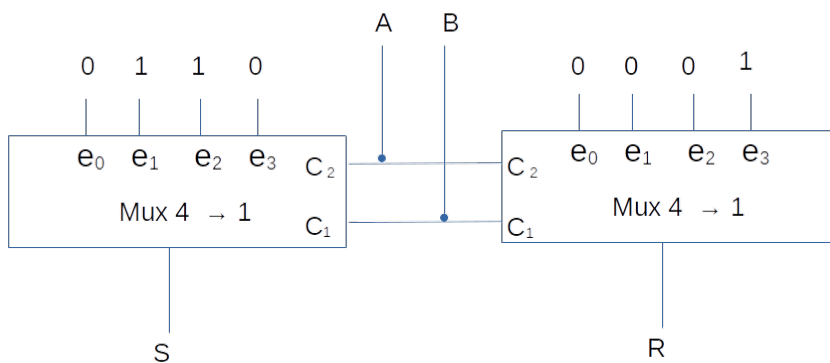 A B
0 1 1 0 0 0 0 1
e₀ e₁ e₂ e₃ C₂ C₂ e₀ e₁ e₂ e₃
Mux 4 → 1 Mux 4 → 1
C₁ C₁
S R